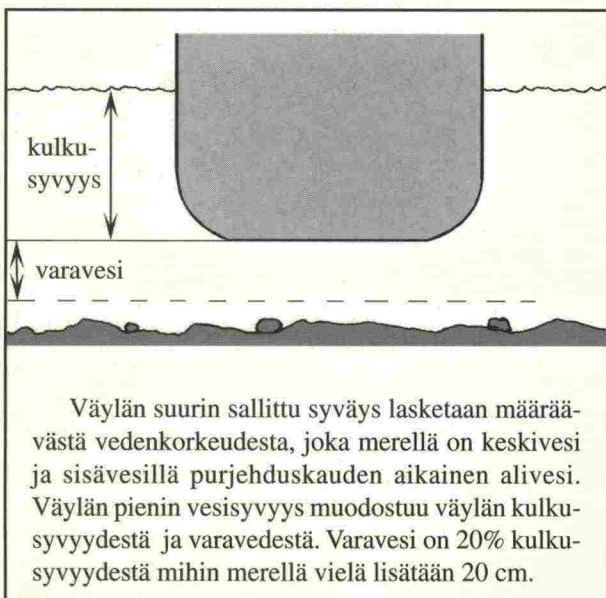 kulku-
syvyys
varavesi
Väylän suurin sallittu syväys lasketaan määrää-
västä vedenkorkeudesta, joka merellä on keskivesi
ja sisävesillä purjehduskauden aikainen alivesi.
Väylän pienin vesisyvyys muodostuu väylän kulku-
syvyydestä ja varavedestä. Varavesi on 20% kulku-
syvyydestä mihin merellä vielä lisätään 20 cm.